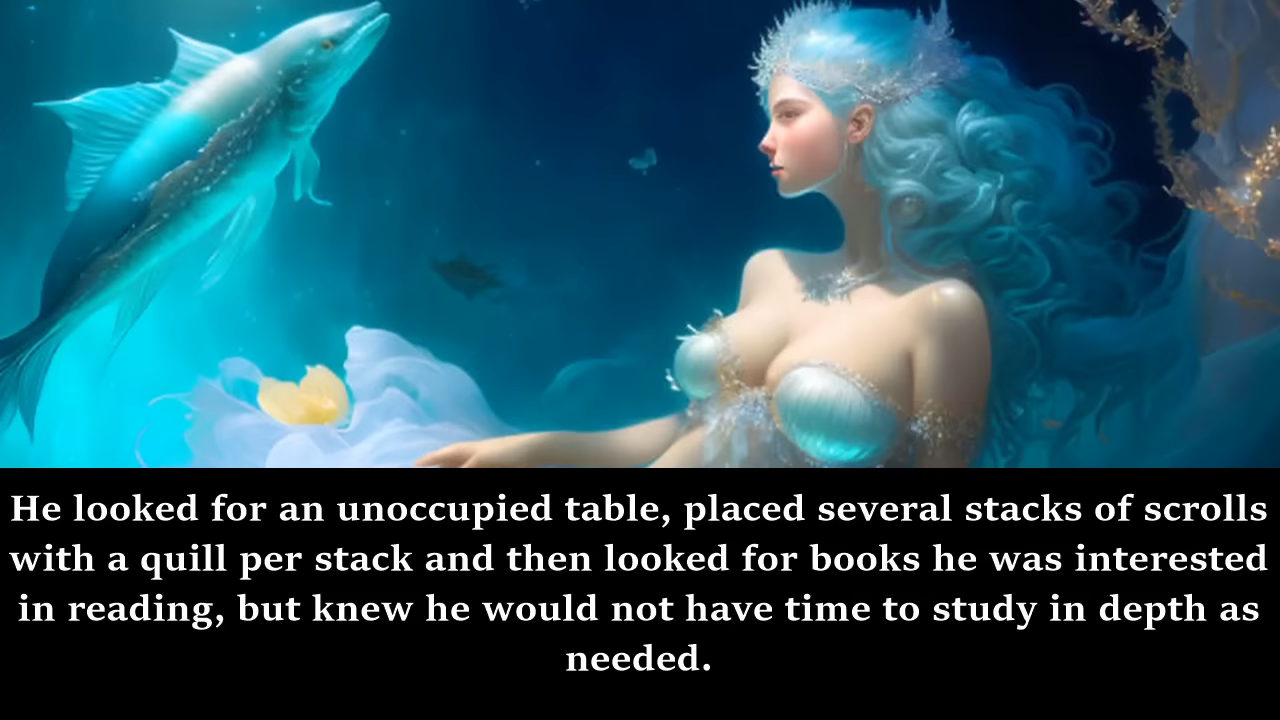 He looked for an unoccupied table, placed several stacks of scrolls
with a quill per stack and then looked for books he was interested
in reading, but knew he would not have time to study in depth as
needed.